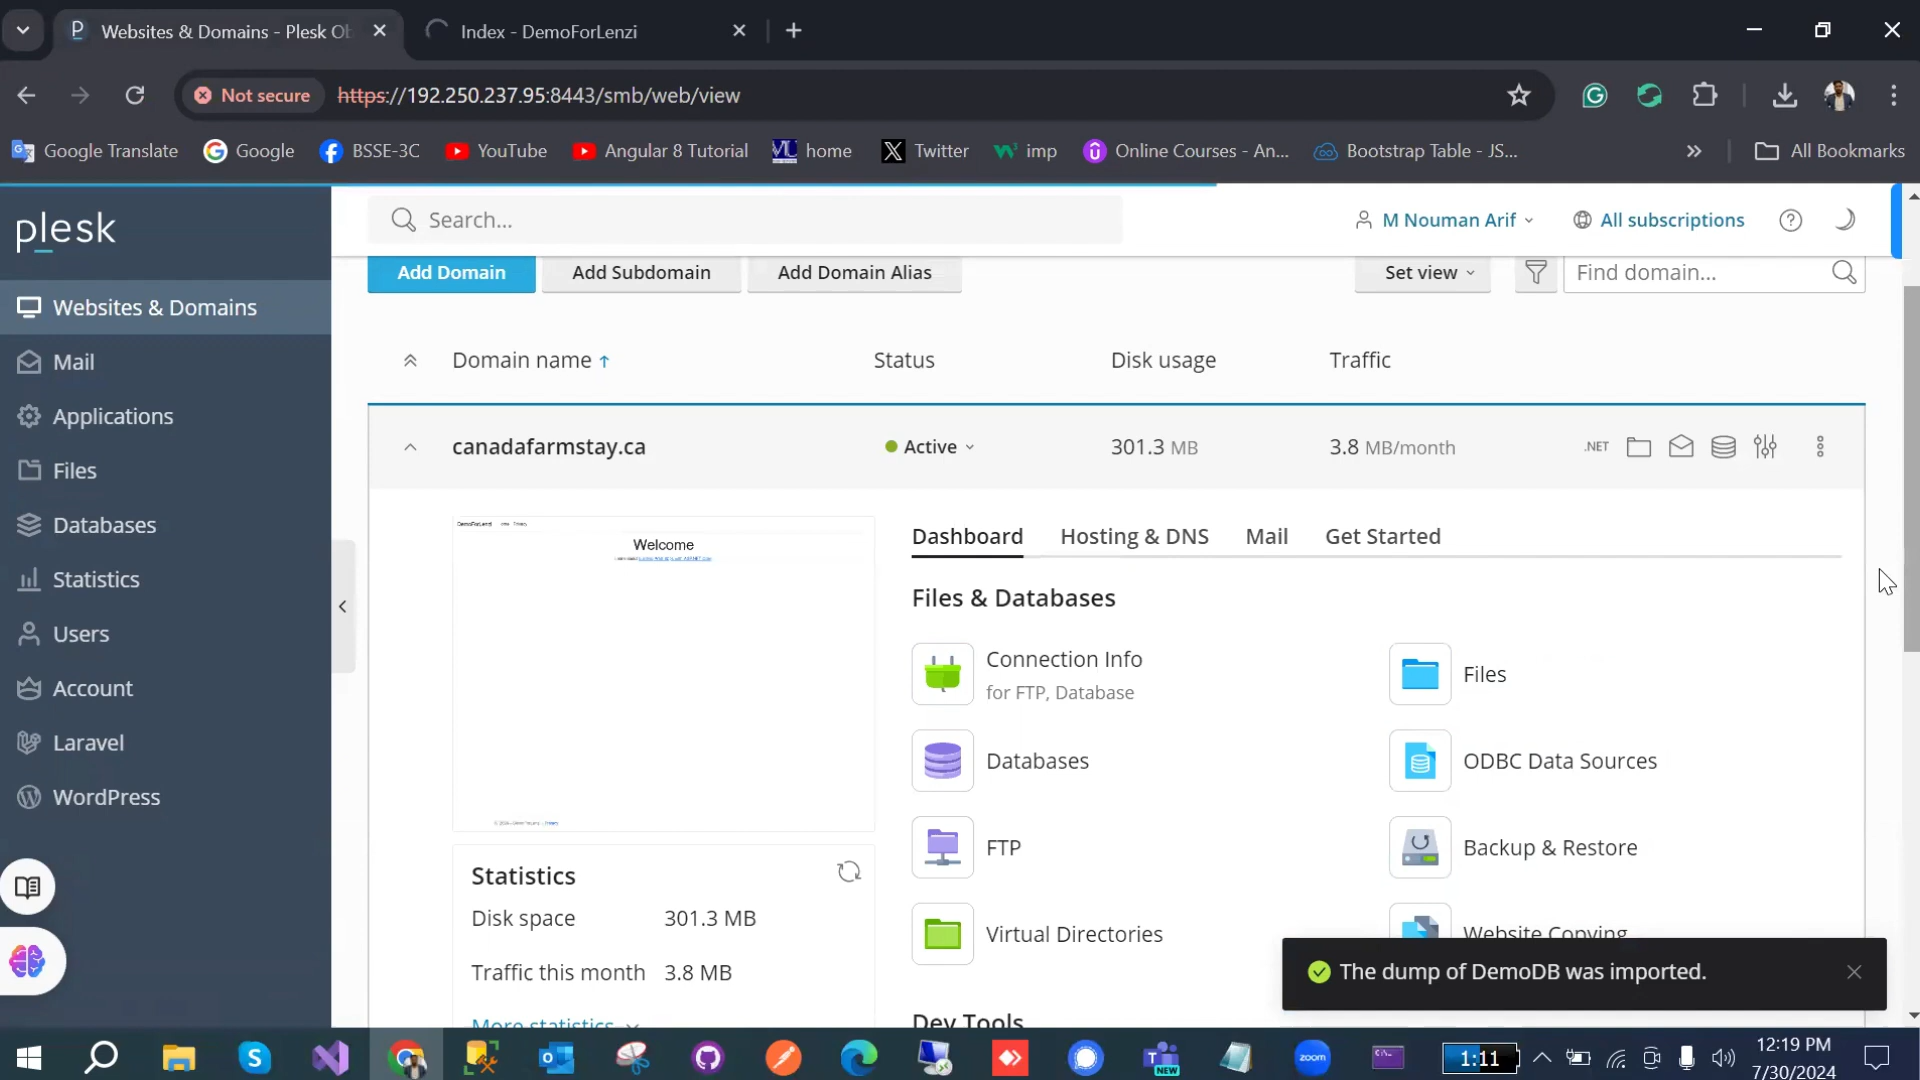 Websites & Domains - Plesk Ob
Index - DemoForLenzi
Not secure
https://192.250.237.95:8443/smb/web/view
Google Translate
Google
BSSE-3C
YouTube
Angular 8 Tutorial
home
Twitter
imp
Online Courses - An...
Bootstrap Table - JS...
All Bookmarks
plesk
Search...
M Nouman Arif
All subscriptions
Add Domain
Add Subdomain
Add Domain Alias
Set view
Find domain...
Websites & Domains
Mail
Files
Databases
Statistics
Users
Account
Laravel
WordPress
Applications
Domain name ↑
Status
Disk usage
Traffic
canadafarmstay.ca
Active
301.3 MB
3.8 MB/month
.NET
DemoForLenzi
Privacy
Welcome
Dashboard
Hosting & DNS
Mail
Get Started
Files & Databases
Connection Info
for FTP, Database
Files
Databases
ODBC Data Sources
FTP
Backup & Restore
Virtual Directories
Website Copying
Dev Tools
Statistics
Disk space 301.3 MB
Traffic this month 3.8 MB
More statistics
The dump of DemoDB was imported.
NEW
zoom
1:11
12:19 PM
7/30/2024